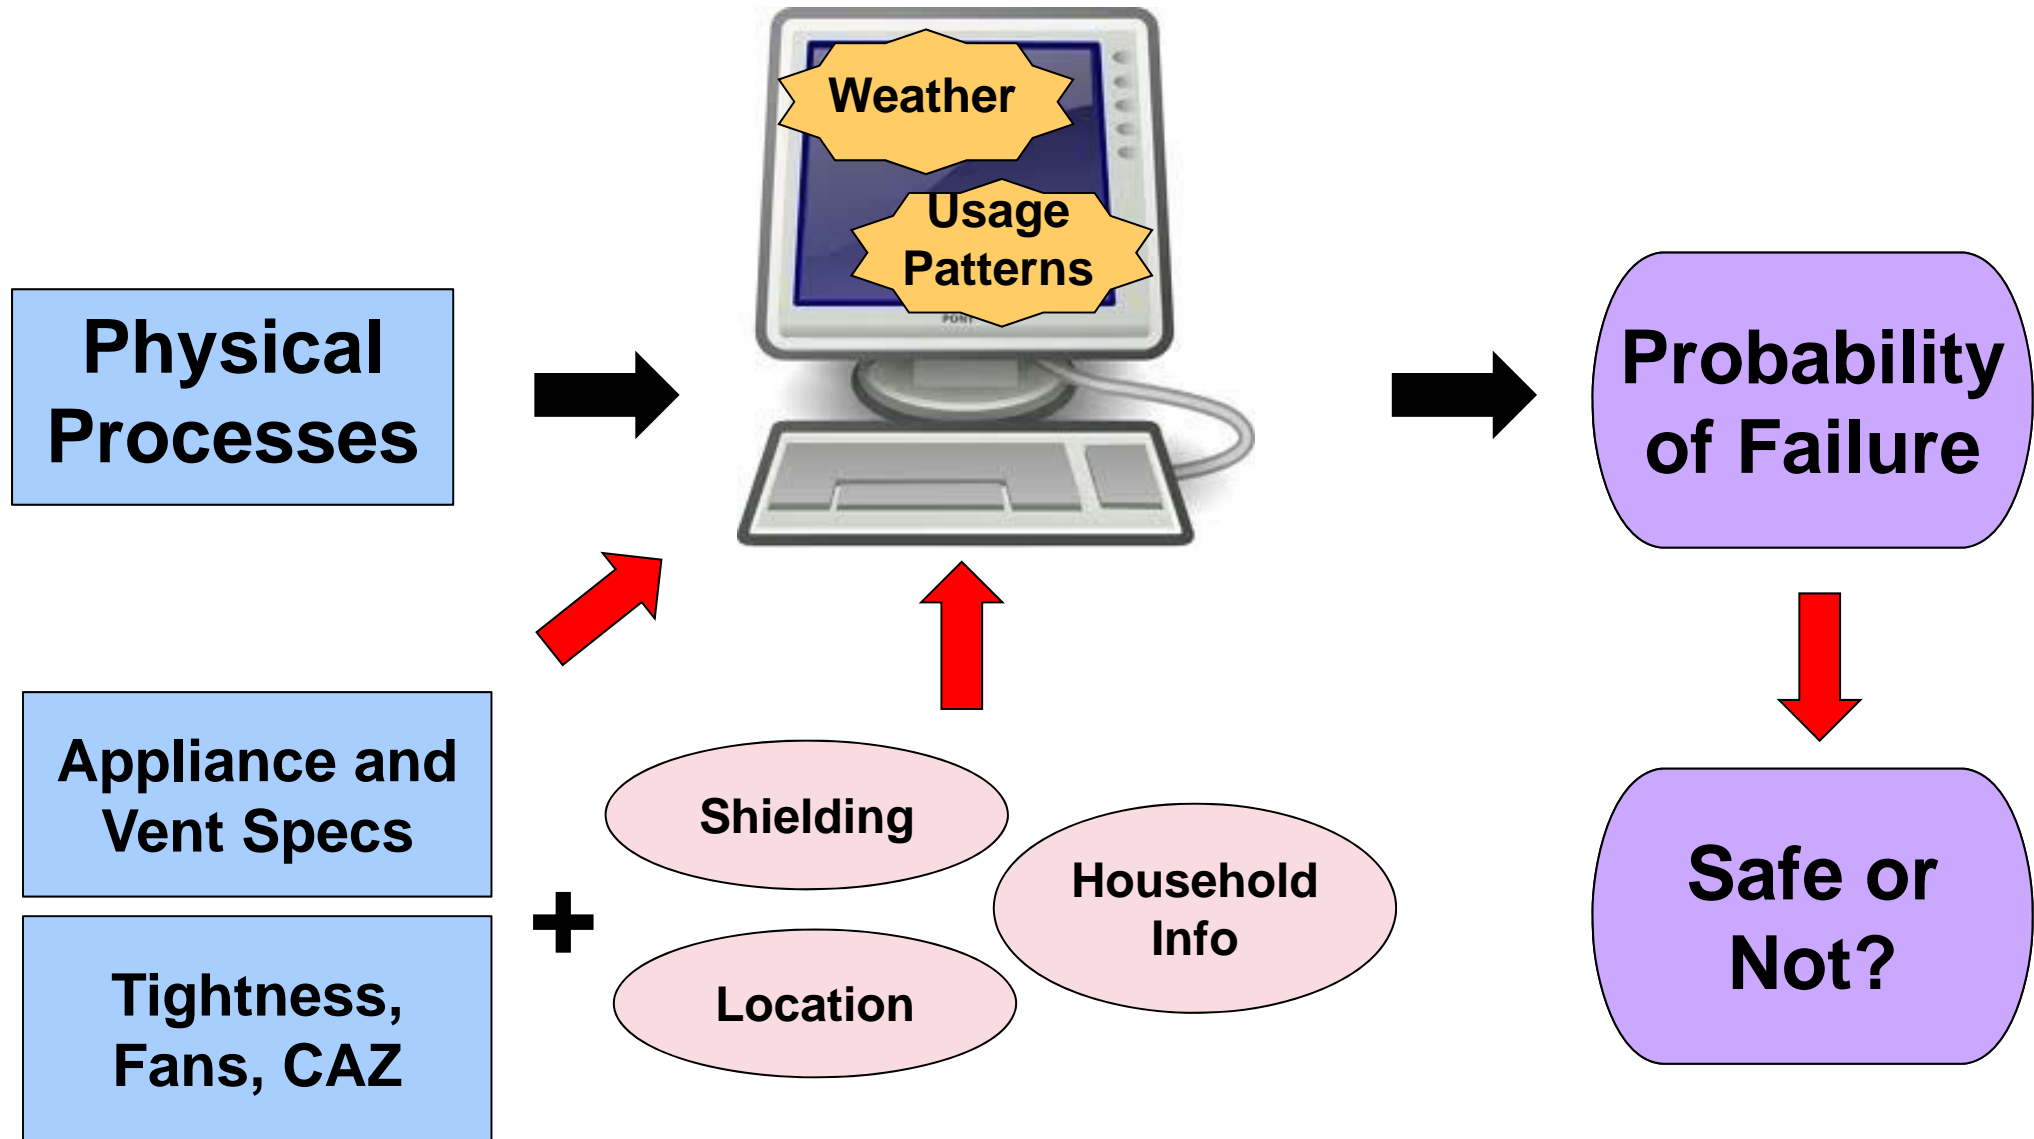 Weather
Usage
Patterns
PONY
Physical
Processes
Probability
of Failure
Appliance and
Vent Specs
Shielding
Household
Info
+
Location
Tightness,
Fans, CAZ
Safe or
Not?